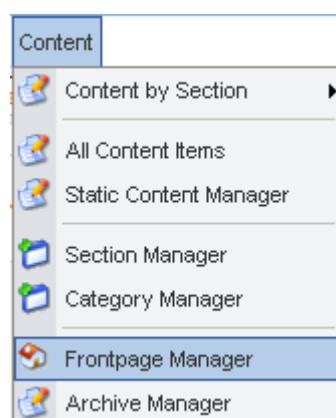 Content
Content by Section
All Content Items
Static Content Manager
Section Manager
Category Manager
Frontpage Manager
Archive Manager